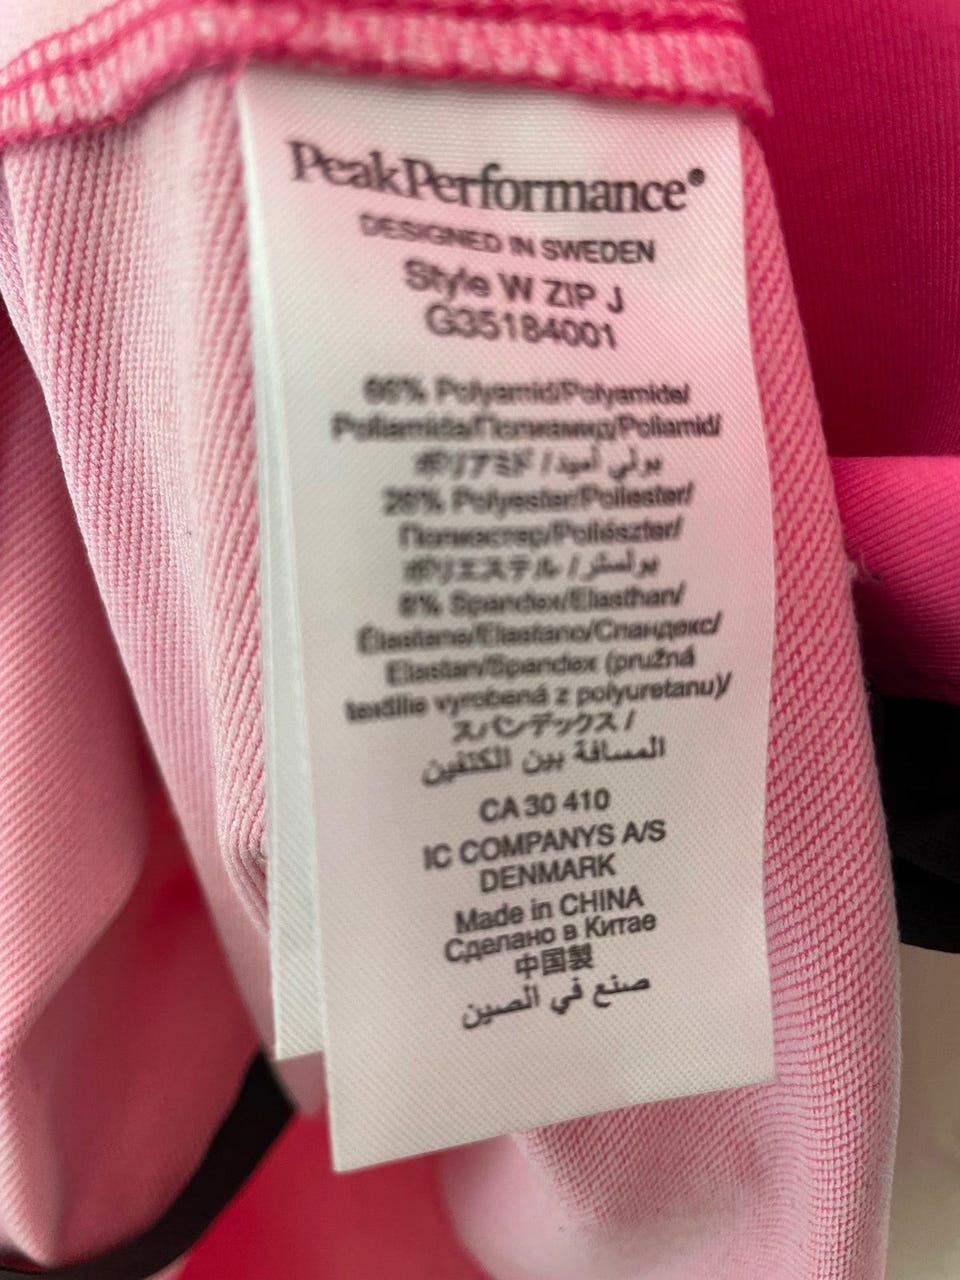 PeakPerformance®
DESIGNED IN SWEDEN
Style W ZIP J
G35184001
66% Polyamid/Polyamide/
Poliamida/Полиамид/Poliamid/
ポリアミド / بولي أميد/
26% Polyester/Poliester/
Полиэстер/Poliészter/
ポリエステル / بولستر/
8% Spandex/Elasthan/
Élastane/Elastano/Спандекс/
Elastan/Spandex (pružná
textilie vyrobená z polyuretanu)/
スパンデックス /
المسافة بين الكتفين
CA 30 410
IC COMPANYS A/S
DENMARK
Made in CHINA
Сделано в Китае
中国製
صنع في الصين